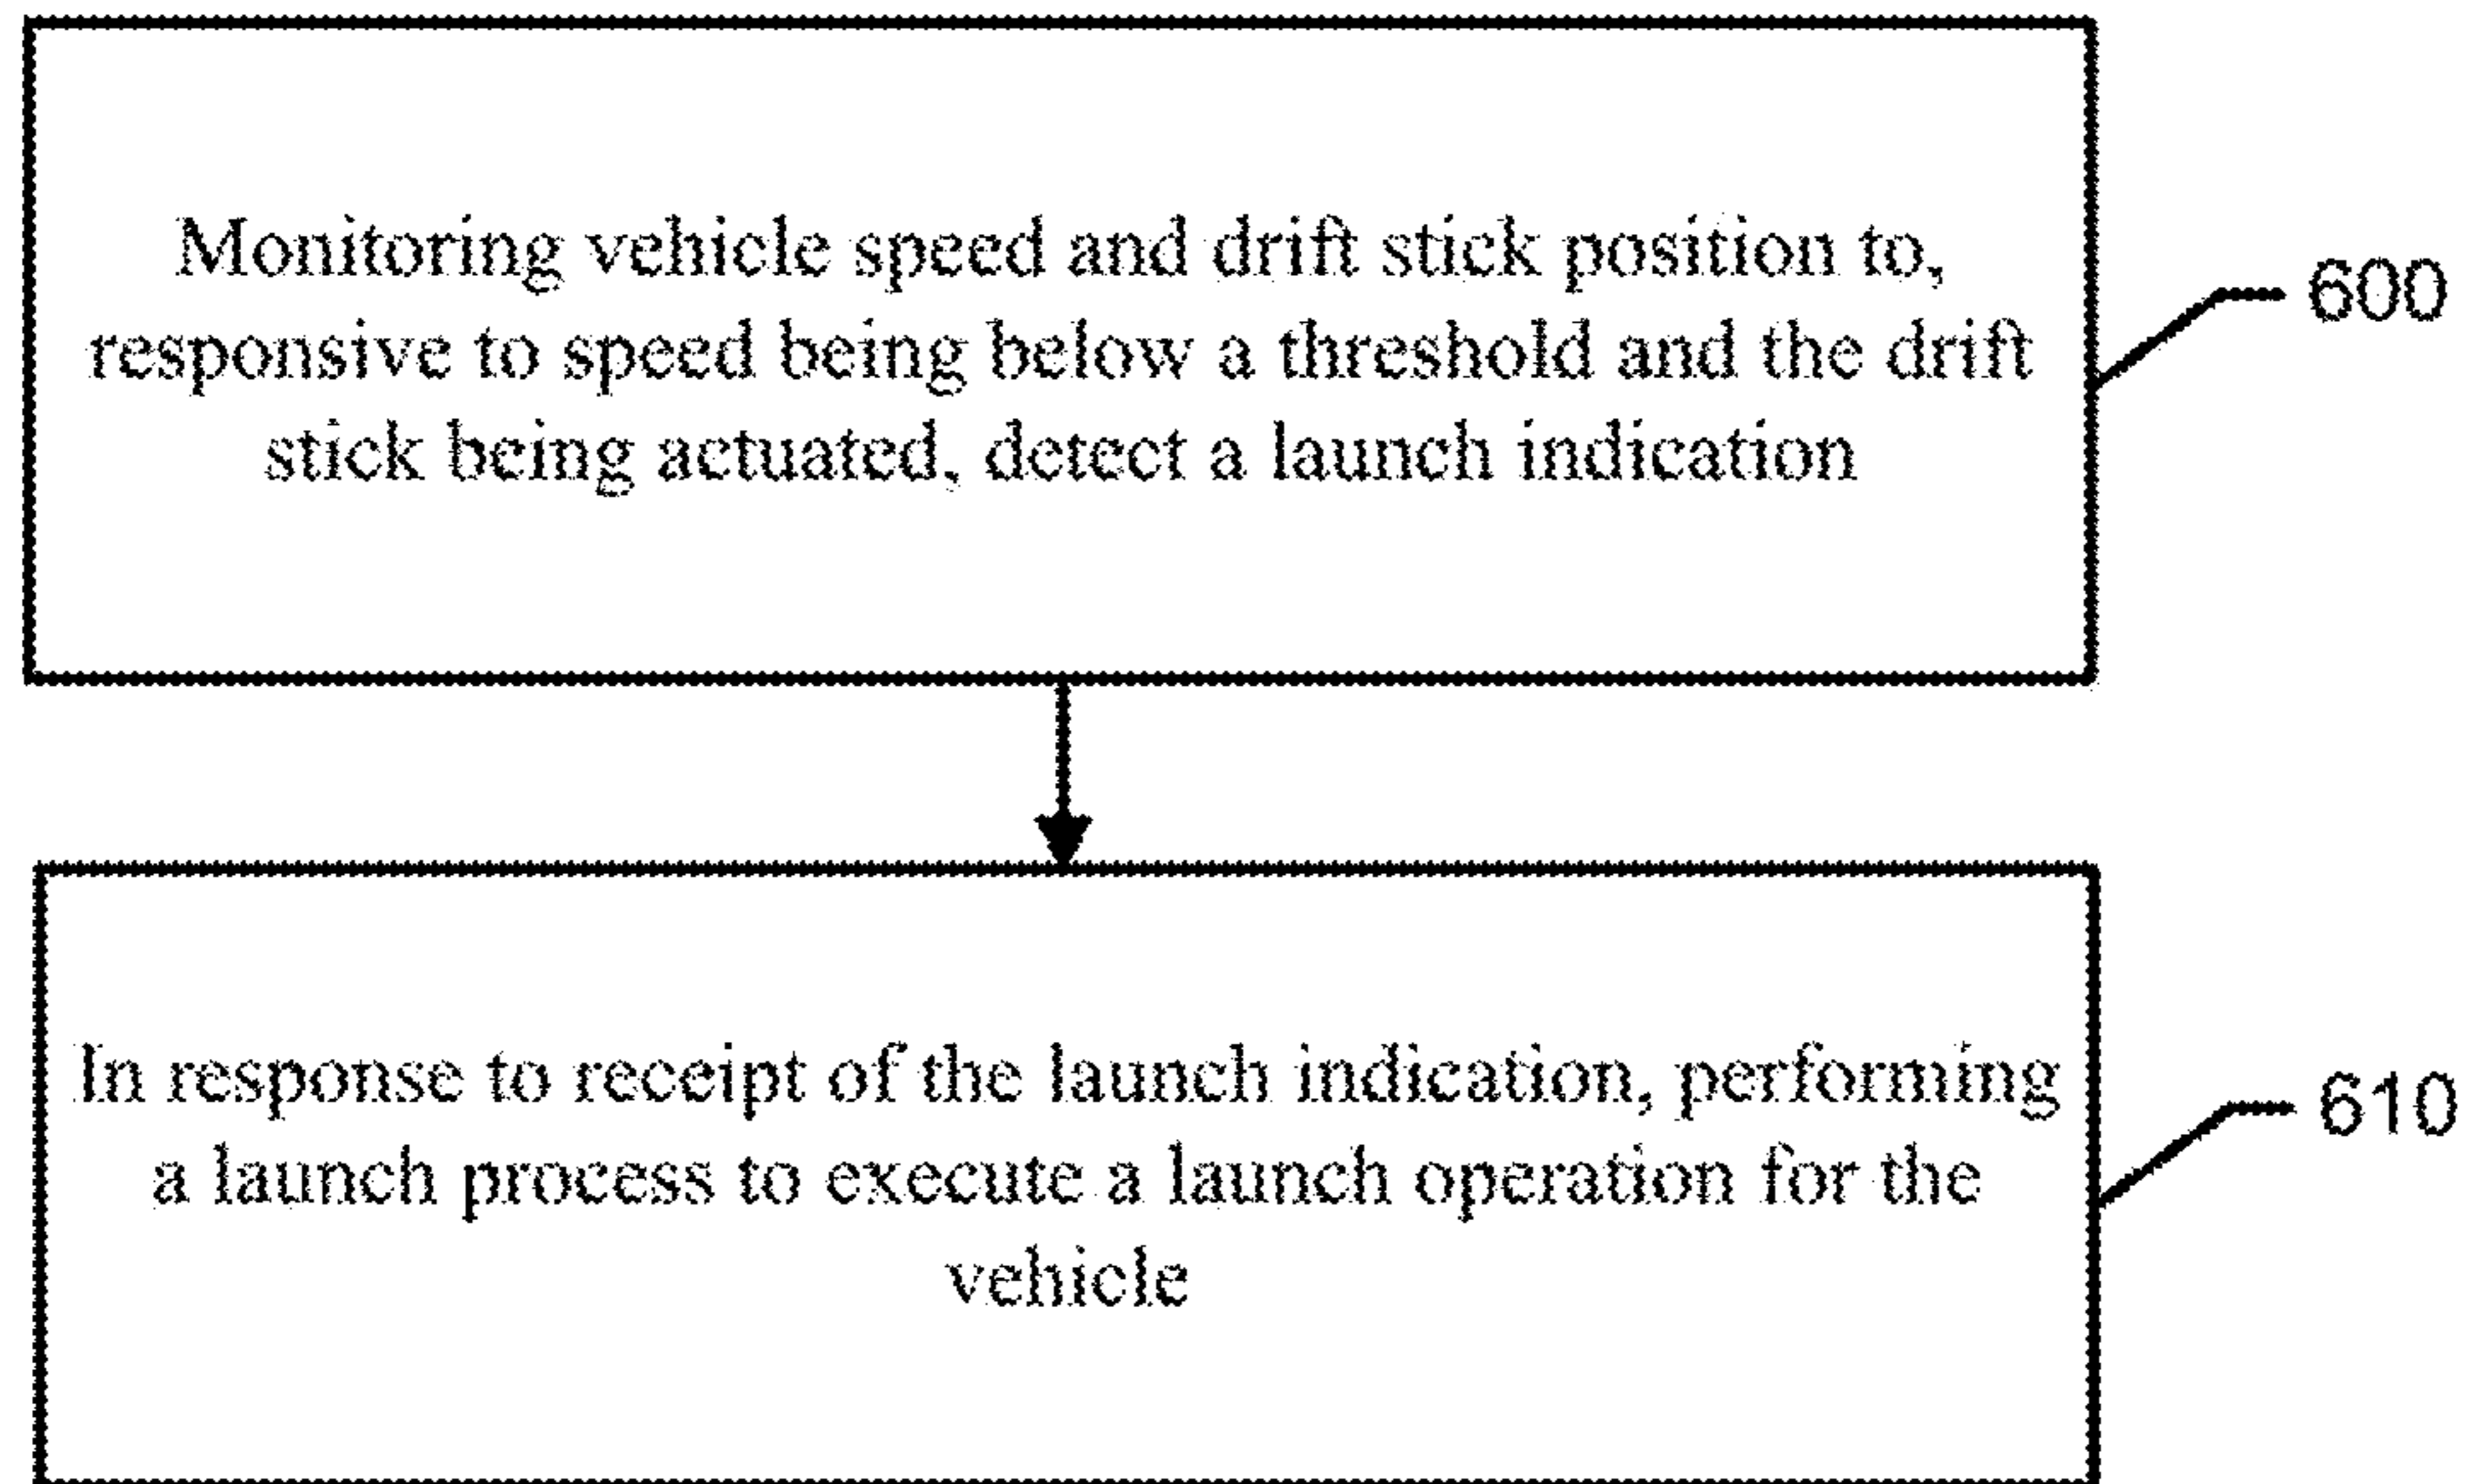 Monitoring vehicle speed and drift stick position to,
responsive to speed being below a threshold and the drift
stick being actuated, detect a launch indication
600
In response to receipt of the launch indication, performing
a launch process to execute a launch operation for the
vehicle
610